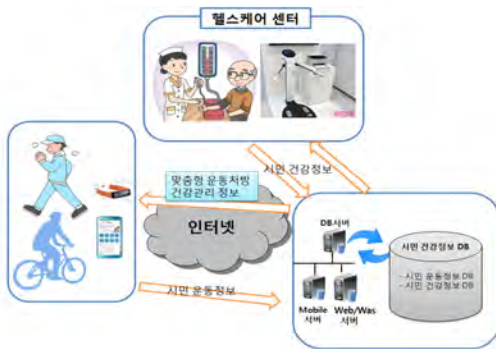 헬스케어 센터
시민 건강정보
맞춤형 운동처방
건강관리 정보
인터넷
DB서버
시민 건강정보 DB
- 시민 운동정보 DB
- 시민 건강정보 DB
Mobile
서버
Web/Was
서버
시민 운동정보